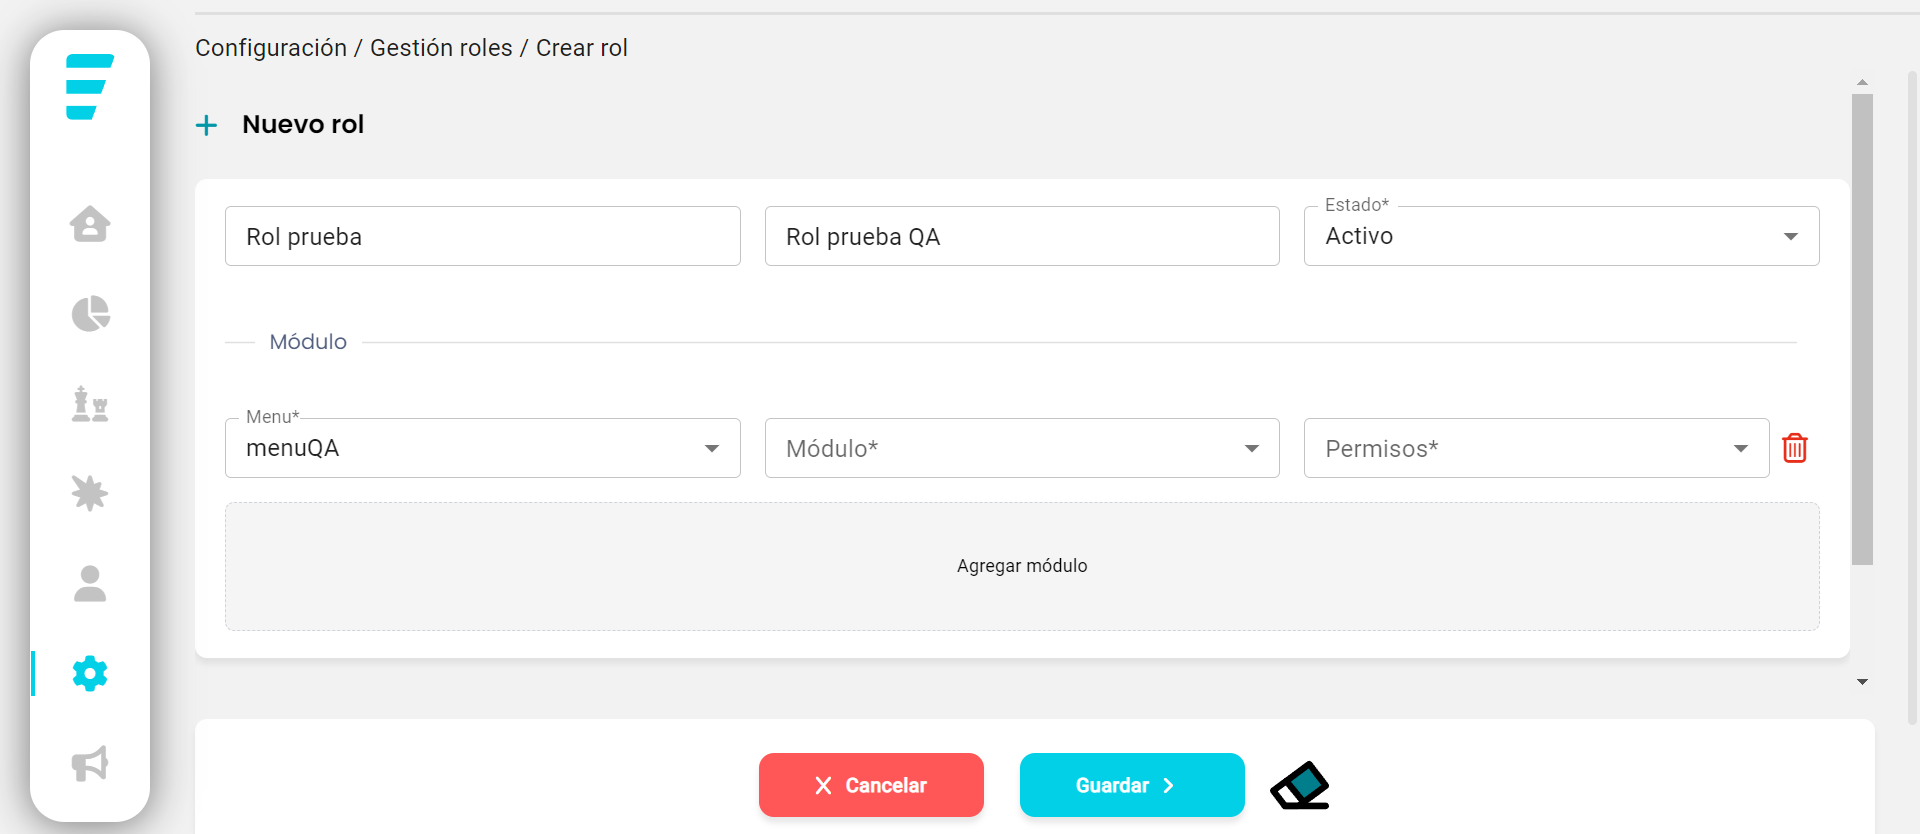 Configuración / Gestión roles / Crear rol
Nuevo rol
Estado*
Rol prueba
Rol prueba QA
Activo
Módulo
Menu*
menuQA
Módulo*
Permisos*
Agregar módulo
Cancelar
Guardar